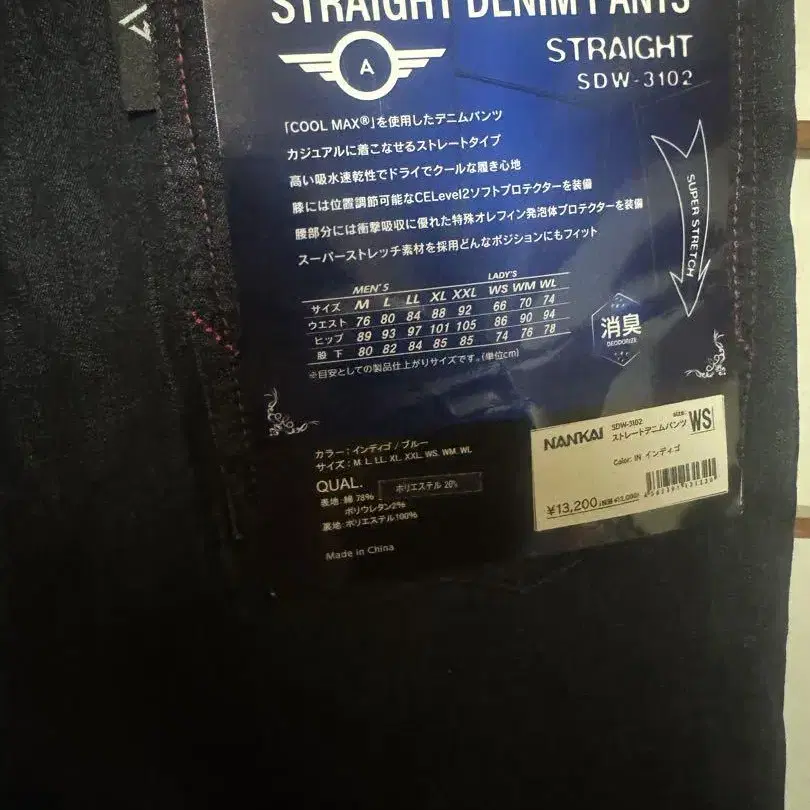 STRAIGHT DENIM PANTS
A
STRAIGHT
SDW-3102
「COOL MAX®」を使用したデニムパンツ
カジュアルに着こなせるストレートタイプ
高い吸水速乾性でドライでクールな履き心地
膝には位置調節可能なCELevel2ソフトプロテクターを装備
腰部分には衝撃吸収に優れた特殊オレフィン発泡体プロテクターを装備
スーパーストレッチ素材を採用どんなポジションにもフィット
SUPER STRETCH
MEN'S LADY'S
サイズ M L LL XL XXL WS WM WL
ウエスト 76 80 84 88 92 66 70 74
ヒップ 89 93 97 101 105 86 90 94
股下 80 82 84 85 85 74 76 78
※目安としての製品仕上がりサイズです。(単位cm)
消臭
DEODORIZE
カラー：インディゴ / ブルー
サイズ：M. L. LL. XL. XXL. WS. WM. WL
QUAL.
表地：綿 78% ポリエステル 20%
ポリウレタン2%
裏地：ポリエステル100%
Made in China
NANKAI
SDW-3102
ストレートデニムパンツ
size:
WS
Color: IN インディゴ
¥13,200